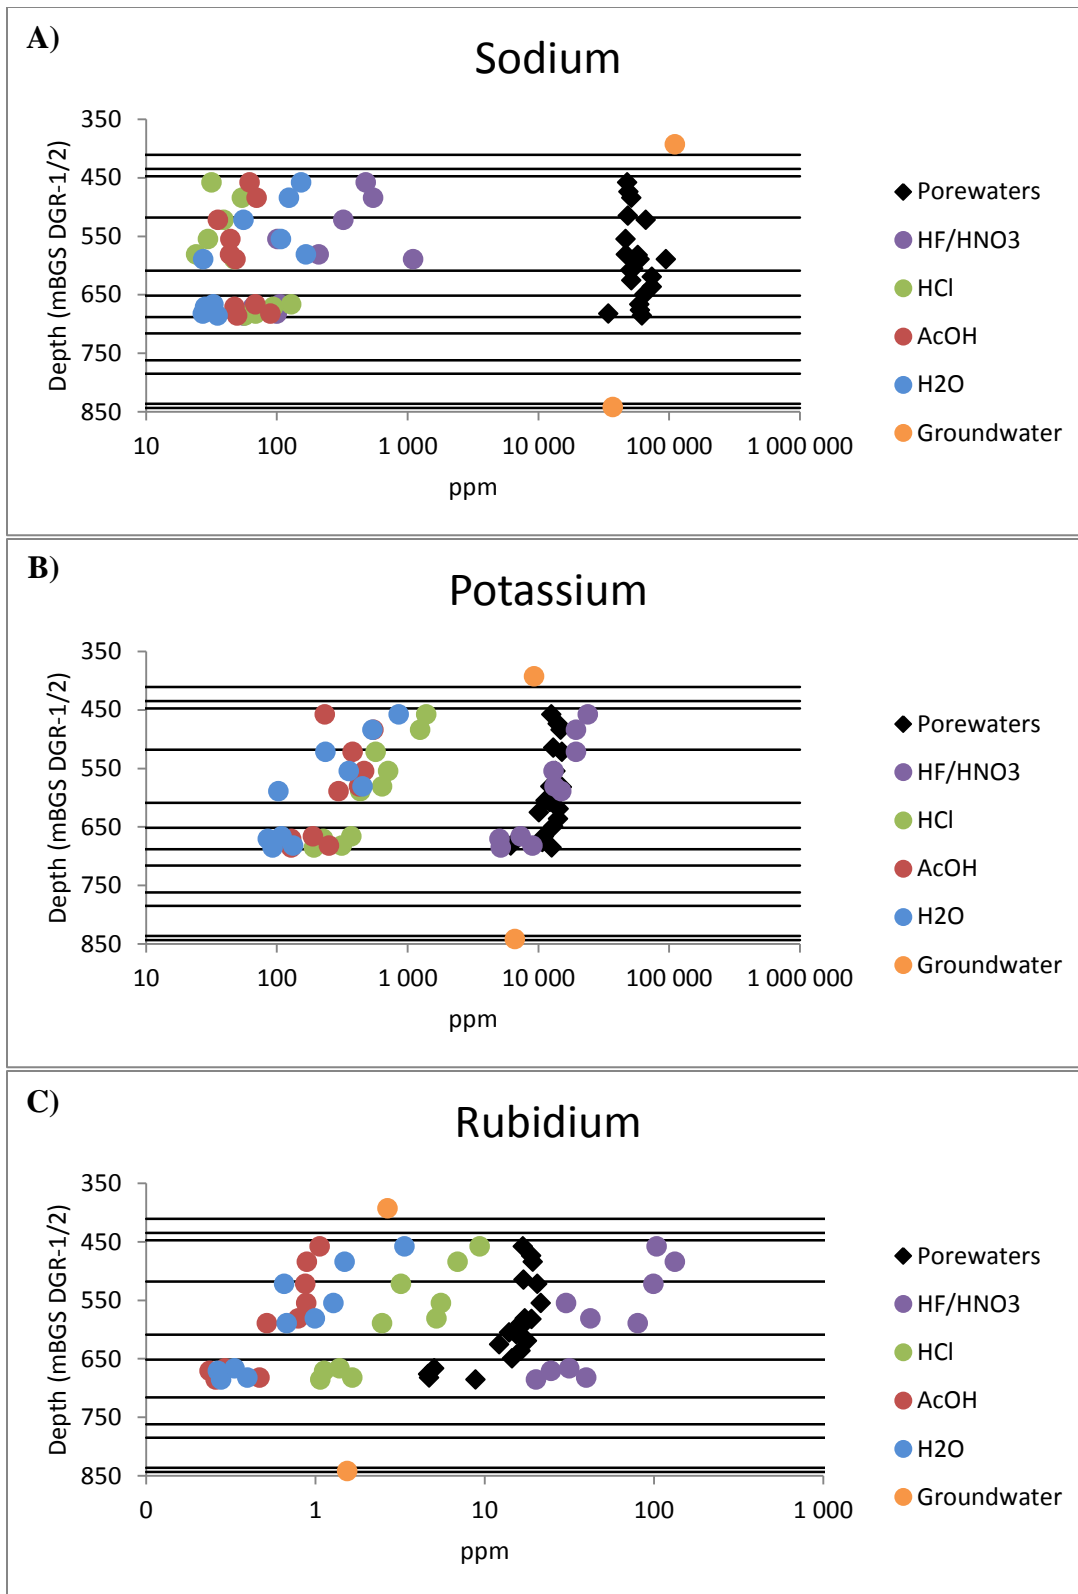 A)
Sodium
Depth (mBGS DGR-1/2)
350
450
550
650
750
850
10 100 1 000 10 000 100 000 1 000 000
ppm
Porewaters
HF/HNO3
HCl
AcOH
H2O
Groundwater
B)
Potassium
Depth (mBGS DGR-1/2)
350
450
550
650
750
850
10 100 1 000 10 000 100 000 1 000 000
ppm
Porewaters
HF/HNO3
HCl
AcOH
H2O
Groundwater
C)
Rubidium
Depth (mBGS DGR-1/2)
350
450
550
650
750
850
0 1 10 100 1 000
ppm
Porewaters
HF/HNO3
HCl
AcOH
H2O
Groundwater